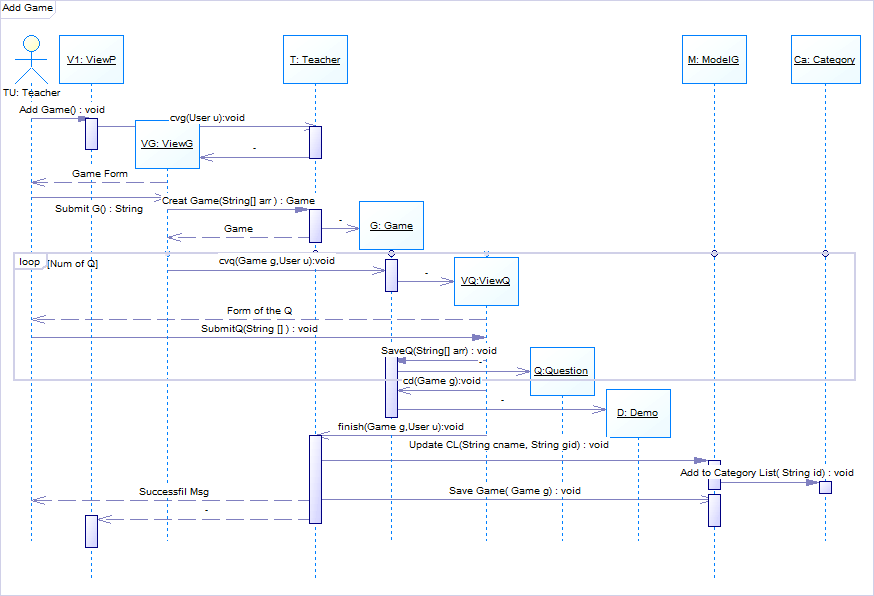 Add Game
V1: ViewP
T: Teacher
M: ModelG
Ca: Category
TU: Teacher
Add Game() : void
cvg(User u):void
VG: ViewG
-
Game Form
Creat Game(String[] arr ) : Game
Submit G() : String
-
Game
G: Game
loop
[Num of Q]
cvq(Game g,User u):void
-
VQ:ViewQ
Form of the Q
SubmitQ(String [] ) : void
SaveQ(String[] arr) : void
-
Q:Question
cd(Game g):void
-
D: Demo
finish(Game g,User u):void
Update CL(String cname, String gid) : void
Add to Category List( String id) : void
Successfil Msg
Save Game( Game g) : void
-